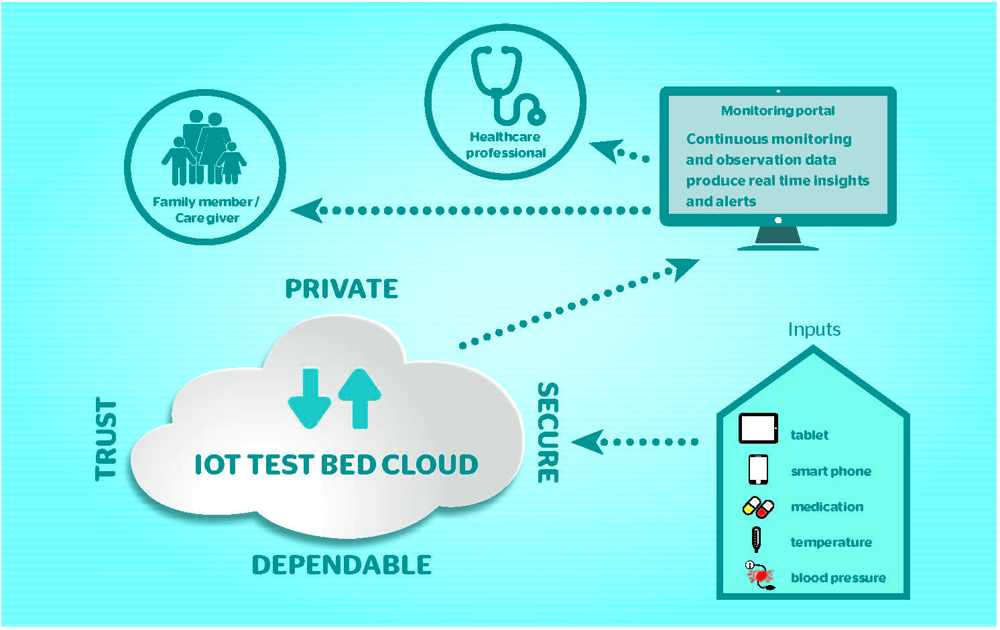 Healthcare
professional
Monitoring portal
Continuous monitoring
and observation data
produce real time insights
and alerts
Family member /
Care giver
PRIVATE
TRUST
SECURE
IOT TEST BED CLOUD
DEPENDABLE
Inputs
tablet
smart phone
medication
temperature
blood pressure